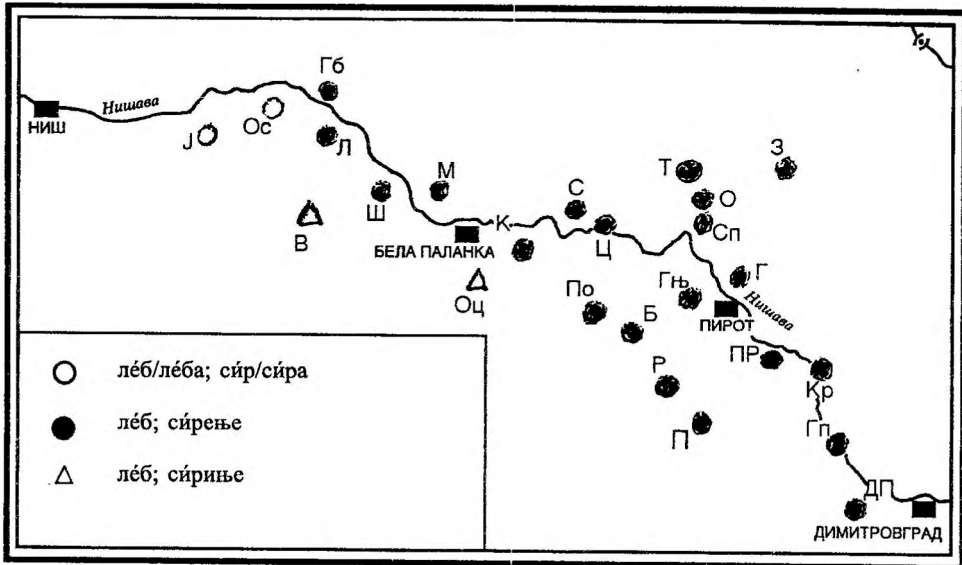 Гб
Нишава
НИШ
Ј
Ос
Л
М
Ш
В
БЕЛА ПАЛАНКА
К
С
Ц
Т
О
Сп
З
Оц
По
Б
Гњ
Г
Нишава
ПИРОТ
Р
ПР
Кр
П
Гп
ДП
ДИМИТРОВГРАД
ле́б/ле́ба; си́р/си́ра
ле́б; си́рење
ле́б; си́риње